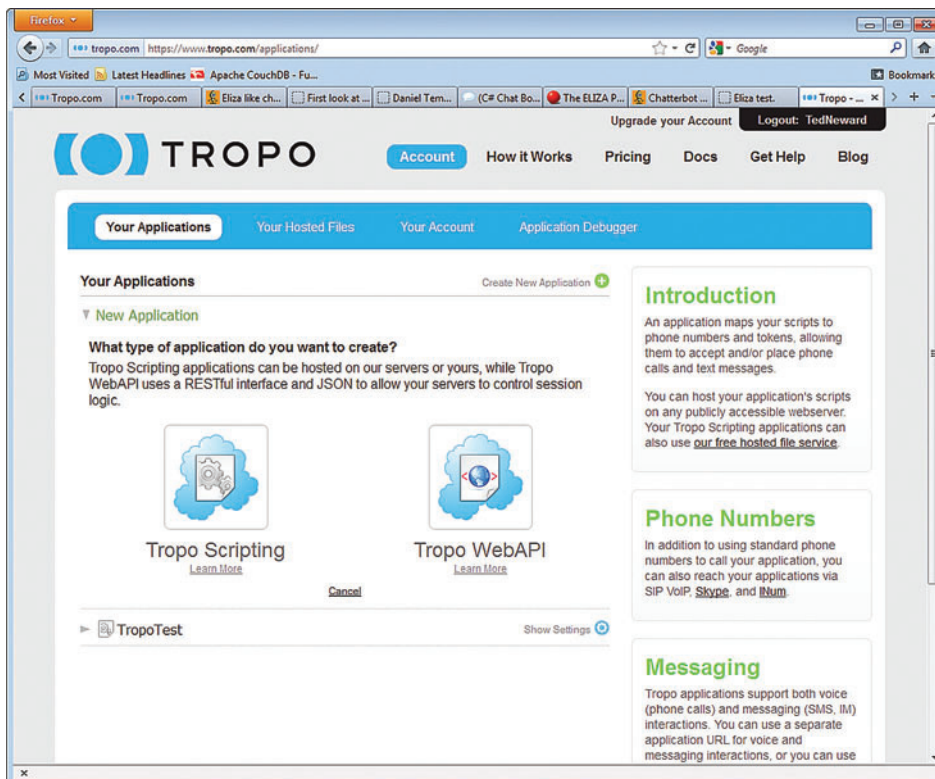 Firefox
tropo.com https://www.tropo.com/applications/
Google
Most Visited Latest Headlines Apache CouchDB - Fu... Bookmark
Tropo.com Tropo.com Eliza like ch... First look at ... Daniel Tem... (C# Chat Bo... The ELIZA P... Chatterbot ... Eliza test. Tropo - ...
Upgrade your Account Logout: TedNeward
TROPO Account How it Works Pricing Docs Get Help Blog
Your Applications Your Hosted Files Your Account Application Debugger
Your Applications Create New Application
New Application
What type of application do you want to create?
Tropo Scripting applications can be hosted on our servers or yours, while Tropo
WebAPI uses a RESTful interface and JSON to allow your servers to control session
logic.
Tropo Scripting
Learn More
Tropo WebAPI
Learn More
Cancel
TropoTest Show Settings
Introduction
An application maps your scripts to
phone numbers and tokens, allowing
them to accept and/or place phone
calls and text messages.
You can host your application's scripts
on any publicly accessible webserver.
Your Tropo Scripting applications can
also use our free hosted file service.
Phone Numbers
In addition to using standard phone
numbers to call your application, you
can also reach your applications via
SIP VoIP, Skype, and INum.
Messaging
Tropo applications support both voice
(phone calls) and messaging (SMS, IM)
interactions. You can use a separate
application URL for voice and
messaging interactions, or you can use